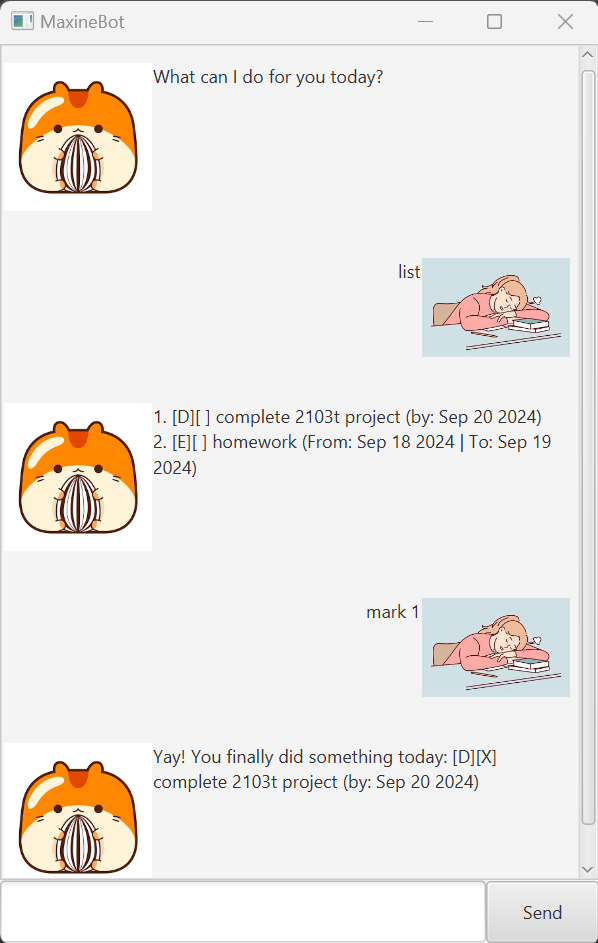 MaxineBot
What can I do for you today?
list
1. [D][ ] complete 2103t project (by: Sep 20 2024)
2. [E][ ] homework (From: Sep 18 2024 | To: Sep 19
2024)
mark 1
Yay! You finally did something today: [D][X]
complete 2103t project (by: Sep 20 2024)
Send